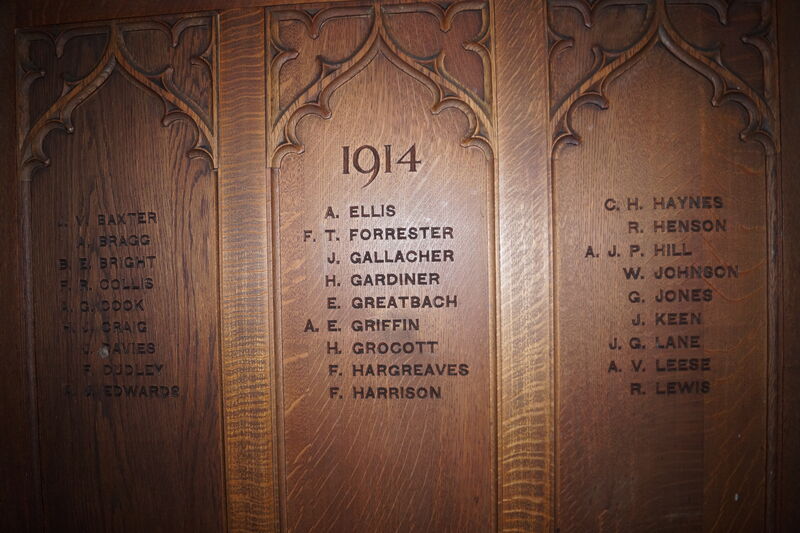 V. BAXTER
A. BRAGG
B. E. BRIGHT
F. R. COLLIS
A. G. COOK
H. J. CRAIG
J. DAVIES
F. DUDLEY
EDWARDS
1914
A. ELLIS
F. T. FORRESTER
J. GALLACHER
H. GARDINER
E. GREATBACH
A. E. GRIFFIN
H. GROCOTT
F. HARGREAVES
F. HARRISON
C. H. HAYNES
R. HENSON
A. J. P. HILL
W. JOHNSON
G. JONES
J. KEEN
J. G. LANE
A. V. LEESE
R. LEWIS